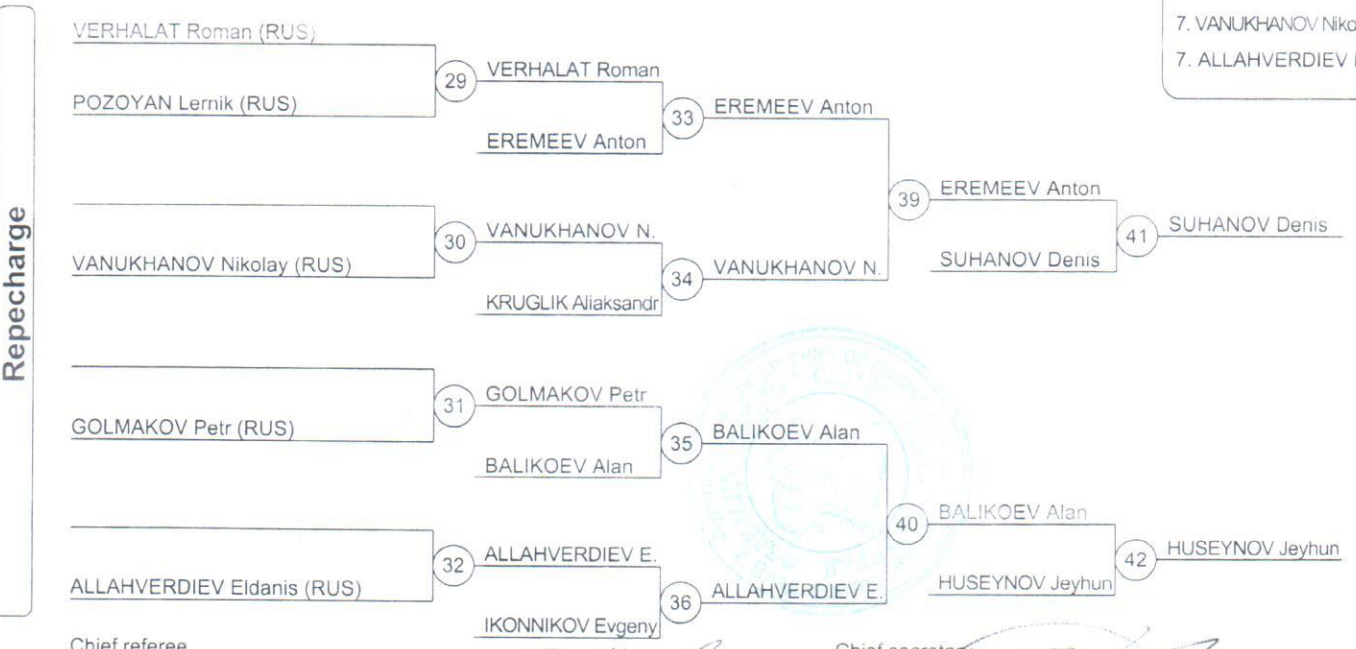 7. VANUKHANOV Niko
7. ALLAHVERDIEV
Repecharge
VERHALAT Roman (RUS)
29
VERHALAT Roman
POZOYAN Lernik (RUS)
33
EREMEEV Anton
EREMEEV Anton
39
EREMEEV Anton
30
VANUKHANOV N.
41
SUHANOV Denis
VANUKHANOV Nikolay (RUS)
34
VANUKHANOV N.
SUHANOV Denis
KRUGLIK Aliaksandr
31
GOLMAKOV Petr
GOLMAKOV Petr (RUS)
35
BALIKOEV Alan
BALIKOEV Alan
40
BALIKOEV Alan
32
ALLAHVERDIEV E.
42
HUSEYNOV Jeyhun
ALLAHVERDIEV Eldanis (RUS)
36
ALLAHVERDIEV E.
HUSEYNOV Jeyhun
IKONNIKOV Evgeny
Chief referee
Chief secretary